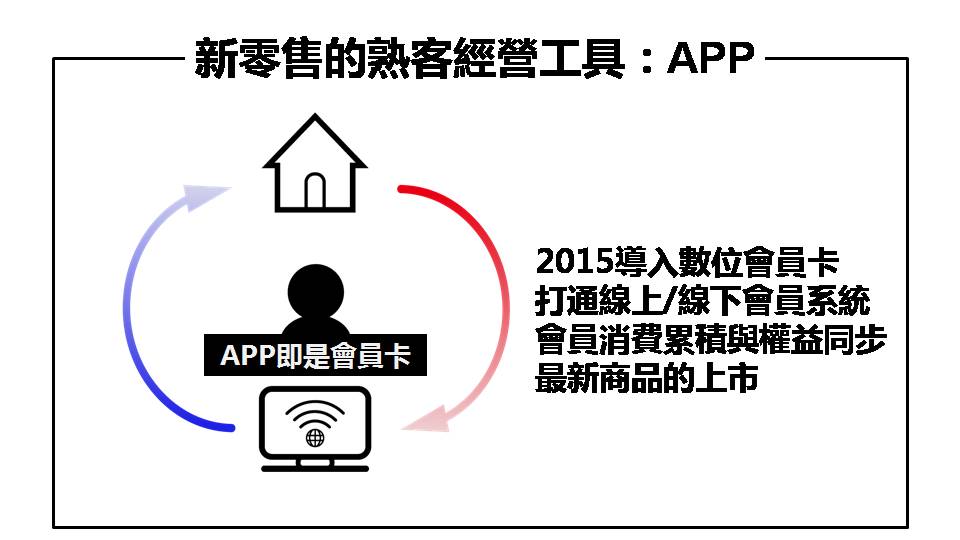 新零售的熟客經營工具：APP
APP即是會員卡
2015導入數位會員卡
打通線上/線下會員系統
會員消費累積與權益同步
最新商品的上市